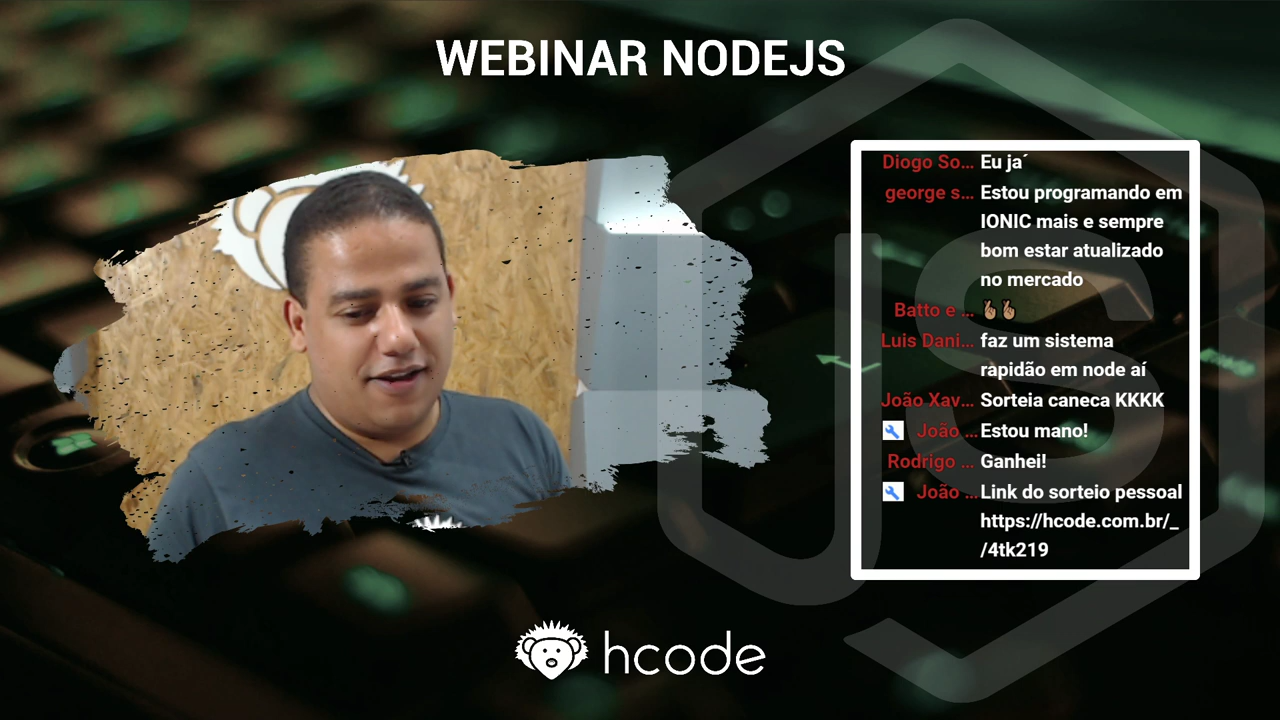 WEBINAR NODEJS
Diogo So... Eu ja´
george s... Estou programando em
IONIC mais e sempre
bom estar atualizado
no mercado
Batto e ...
Luis Dani... faz um sistema
rapidão em node aí
João Xav... Sorteia caneca KKKK
João ... Estou mano!
Rodrigo ... Ganhei!
João ... Link do sorteio pessoal
https://hcode.com.br/_
/4tk219
JS
hcode